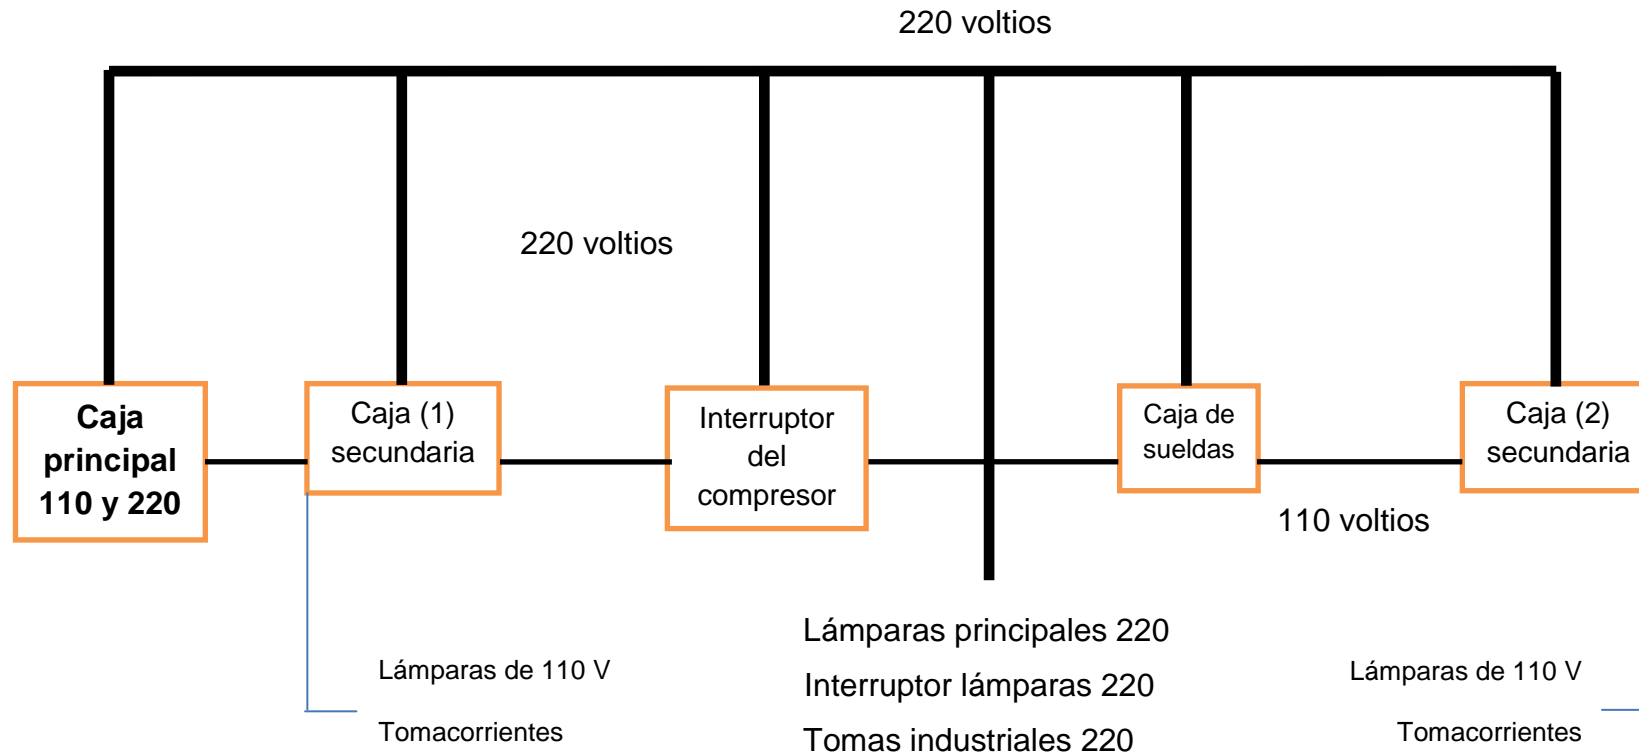 220 voltios
220 voltios
Caja
principal
110 y 220
Caja (1)
secundaria
Interruptor
del
compresor
Caja de
sueldas
Caja (2)
secundaria
110 voltios
Lámparas de 110 V
Tomacorrientes
Lámparas principales 220
Interruptor lámparas 220
Tomas industriales 220
Lámparas de 110 V
Tomacorrientes